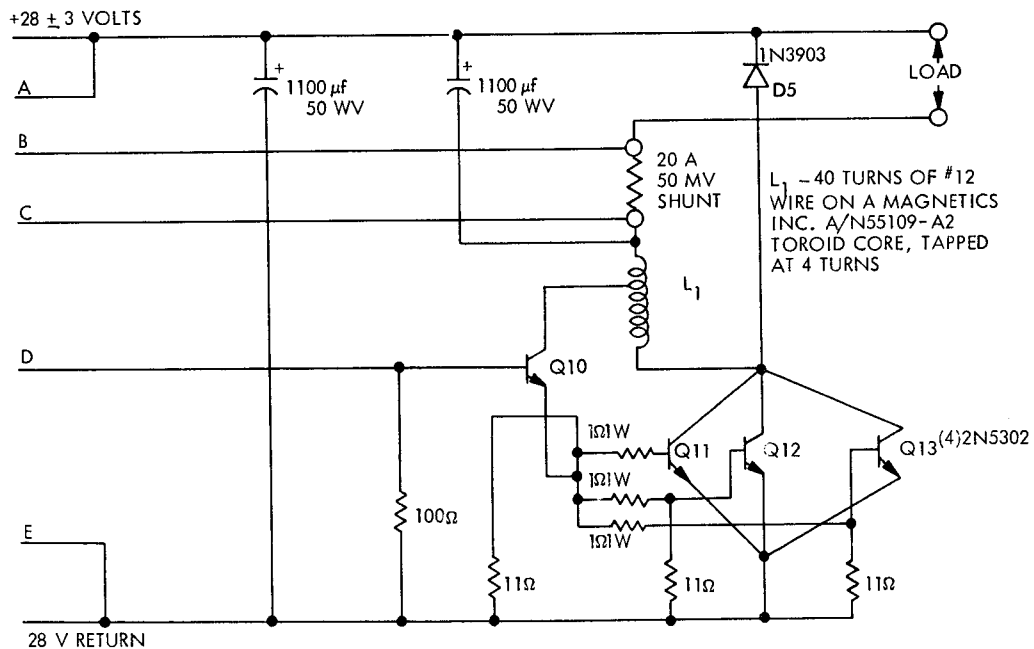 +28 ± 3 VOLTS
1N3903
A
+
1100 μf
50 WV
+
1100 μf
50 WV
D5
LOAD
B
20 A
50 MV
SHUNT
C
L1 – 40 TURNS OF #12
WIRE ON A MAGNETICS
INC. A/N55109-A2
TOROID CORE, TAPPED
AT 4 TURNS
L1
D
Q10
1Ω1W
Q11
Q12
Q13
(4)2N5302
1Ω1W
1Ω1W
100Ω
E
11Ω
11Ω
11Ω
28 V RETURN